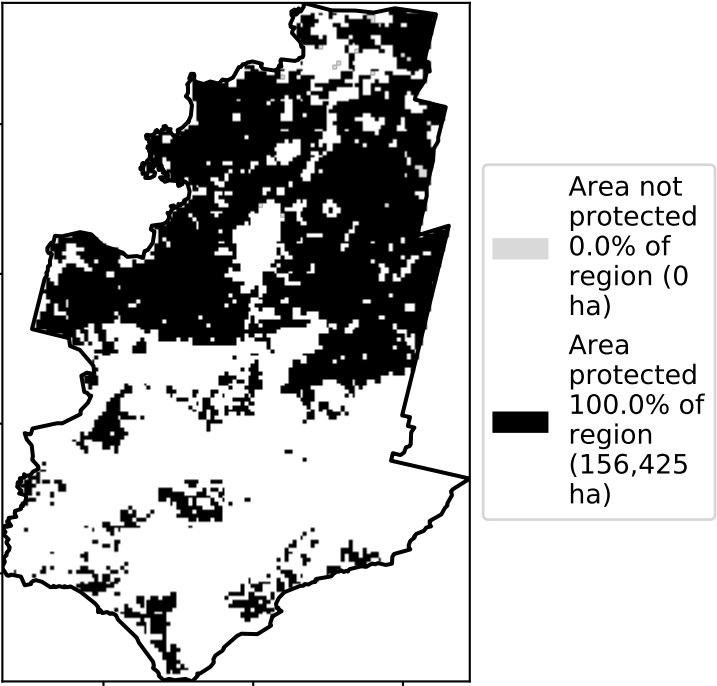 Area not
protected
0.0% of
region (0
ha)
Area
protected
100.0% of
region
(156,425
ha)